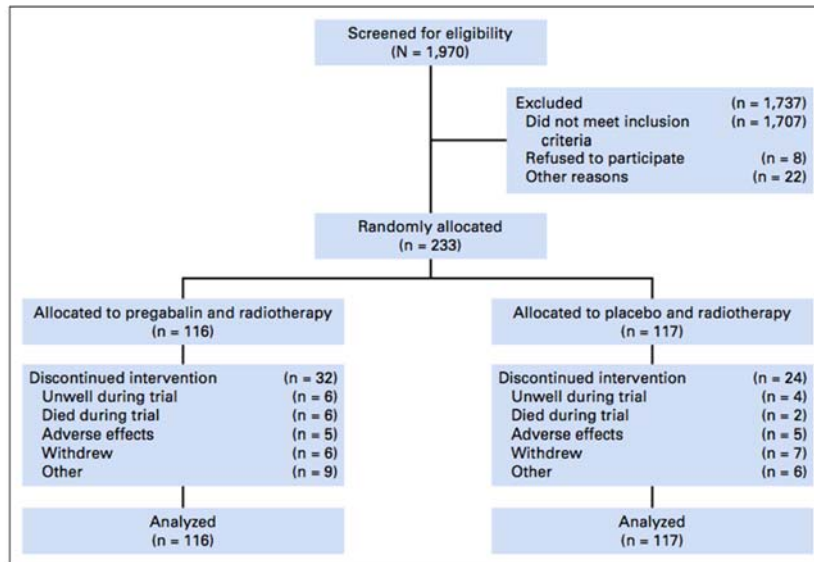 Screened for eligibility
(N = 1,970)
Excluded (n = 1,737)
Did not meet inclusion (n = 1,707)
criteria
Refused to participate (n = 8)
Other reasons (n = 22)
Randomly allocated
(n = 233)
Allocated to pregabalin and radiotherapy
(n = 116)
Discontinued intervention (n = 32)
Unwell during trial (n = 6)
Died during trial (n = 6)
Adverse effects (n = 5)
Withdrew (n = 6)
Other (n = 9)
Analyzed
(n = 116)
Allocated to placebo and radiotherapy
(n = 117)
Discontinued intervention (n = 24)
Unwell during trial (n = 4)
Died during trial (n = 2)
Adverse effects (n = 5)
Withdrew (n = 7)
Other (n = 6)
Analyzed
(n = 117)